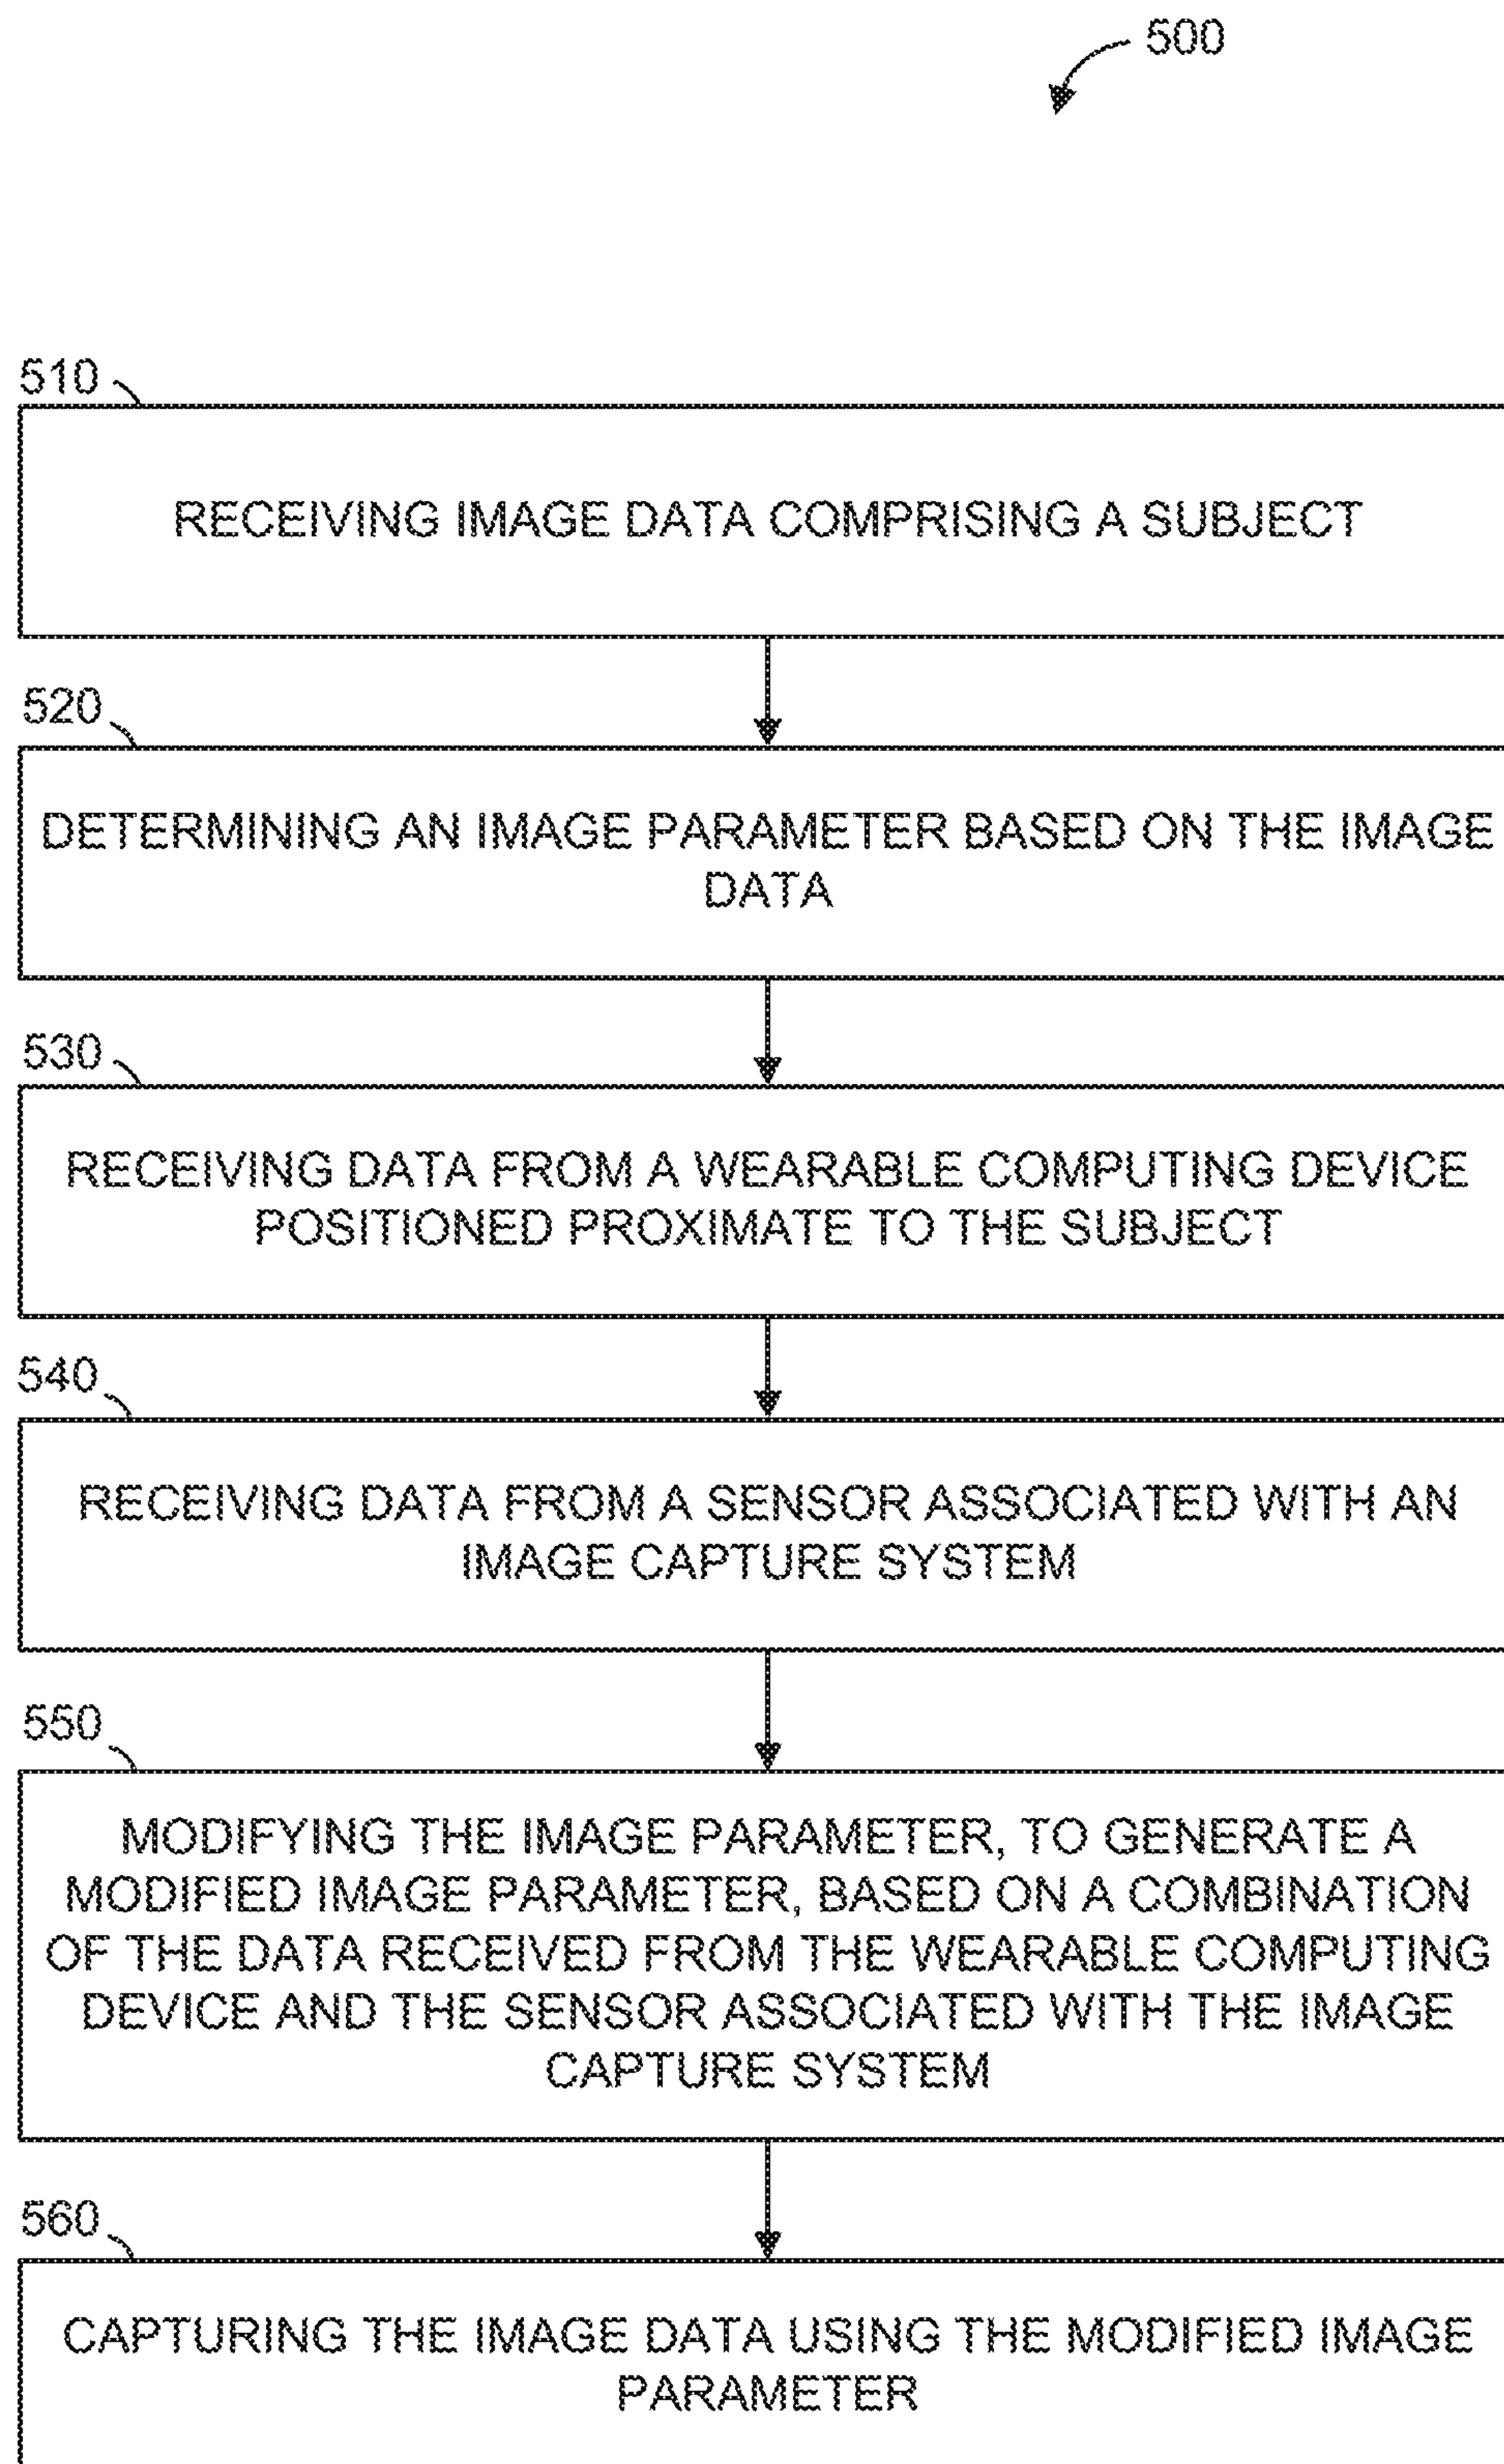 500
510
RECEIVING IMAGE DATA COMPRISING A SUBJECT
520
DETERMINING AN IMAGE PARAMETER BASED ON THE IMAGE
DATA
530
RECEIVING DATA FROM A WEARABLE COMPUTING DEVICE
POSITIONED PROXIMATE TO THE SUBJECT
540
RECEIVING DATA FROM A SENSOR ASSOCIATED WITH AN
IMAGE CAPTURE SYSTEM
550
MODIFYING THE IMAGE PARAMETER, TO GENERATE A
MODIFIED IMAGE PARAMETER, BASED ON A COMBINATION
OF THE DATA RECEIVED FROM THE WEARABLE COMPUTING
DEVICE AND THE SENSOR ASSOCIATED WITH THE IMAGE
CAPTURE SYSTEM
560
CAPTURING THE IMAGE DATA USING THE MODIFIED IMAGE
PARAMETER